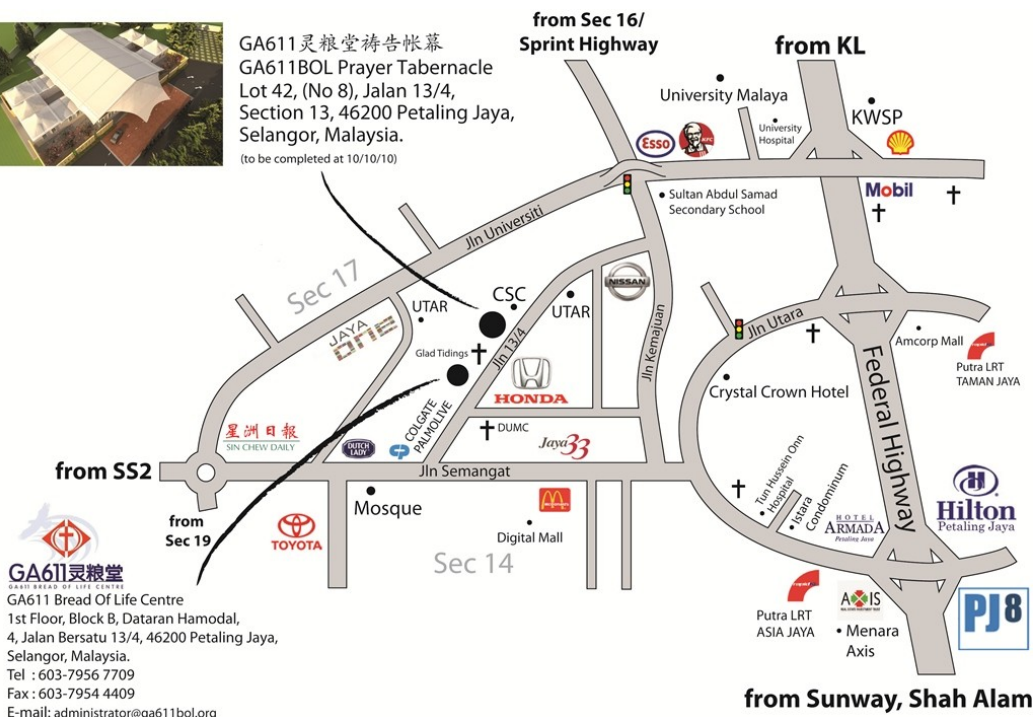 GA611灵粮堂祷告帐幕
GA611BOL Prayer Tabernacle
Lot 42, (No 8), Jalan 13/4,
Section 13, 46200 Petaling Jaya,
Selangor, Malaysia.
(to be completed at 10/10/10)
from Sec 16/
Sprint Highway
from KL
University Malaya
University
Hospital
KWSP
Esso
KFC
Mobil
Sultan Abdul Samad
Secondary School
Jln Universiti
Sec 17
JAYA
one
UTAR
CSC
UTAR
NISSAN
Glad Tidings
Jln 13/4
Jln Kemajuan
Jln Utara
Amcorp Mall
Putra LRT
TAMAN JAYA
Crystal Crown Hotel
Federal Highway
HONDA
COLGATE
PALMOLIVE
DUMC
Jaya33
星洲日報
SIN CHEW DAILY
DUTCH
LADY
from SS2
Jln Semangat
from
Sec 19
TOYOTA
Mosque
Digital Mall
Sec 14
Tun Hussein Onn
Hospital
Istara
Condominum
HOTEL
ARMADA
Petaling Jaya
Hilton
Petaling Jaya
Putra LRT
ASIA JAYA
AXIS
Menara
Axis
PJ8
from Sunway, Shah Alam
GA611灵粮堂
GA611 BREAD OF LIFE CENTRE
GA611 Bread Of Life Centre
1st Floor, Block B, Dataran Hamodal,
4, Jalan Bersatu 13/4, 46200 Petaling Jaya,
Selangor, Malaysia.
Tel : 603-7956 7709
Fax : 603-7954 4409
E-mail: administrator@ga611bol.org